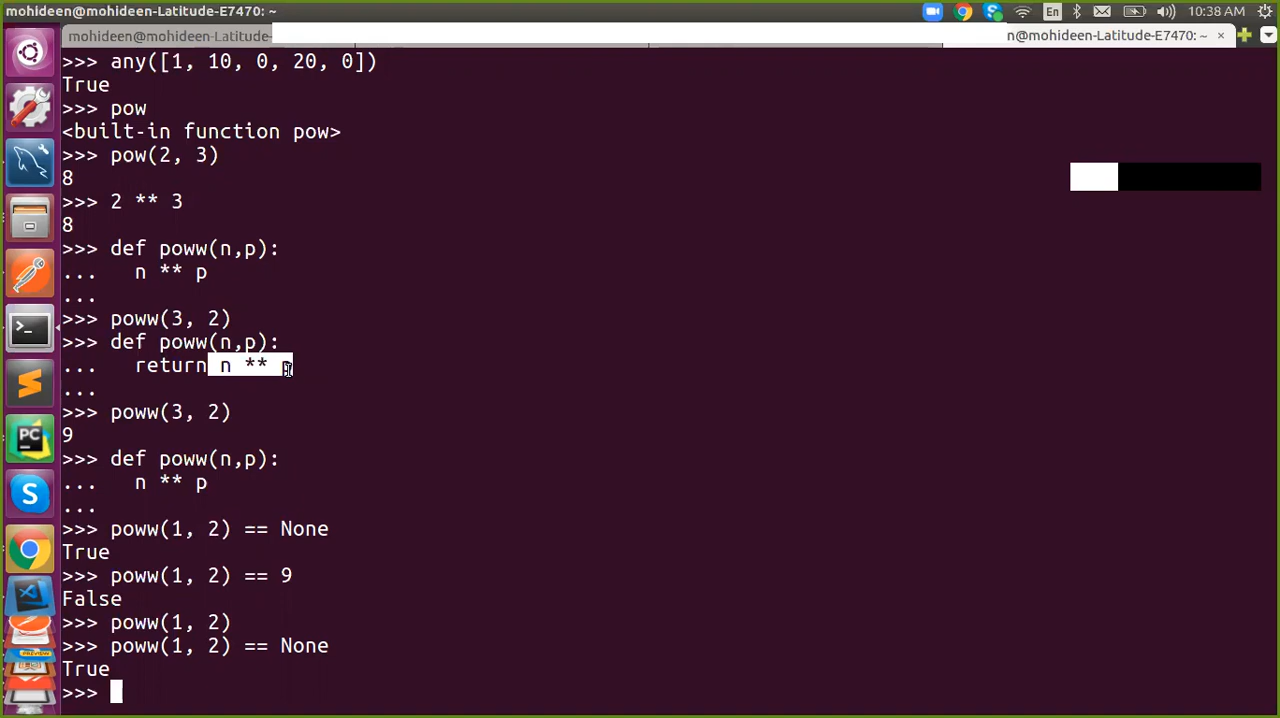 mohideen@mohideen-Latitude-E7470: ~
En
10:38 AM
mohideen@mohideen-Latitude-
n@mohideen-Latitude-E7470: ~ ×
>>> any([1, 10, 0, 20, 0])
True
>>> pow
<built-in function pow>
>>> pow(2, 3)
8
>>> 2 ** 3
8
>>> def poww(n,p):
...   n ** p
...
>>> poww(3, 2)
>>> def poww(n,p):
...   return n ** p
...
>>> poww(3, 2)
9
>>> def poww(n,p):
...   n ** p
...
>>> poww(1, 2) == None
True
>>> poww(1, 2) == 9
False
>>> poww(1, 2)
>>> poww(1, 2) == None
True
>>>
PC
S